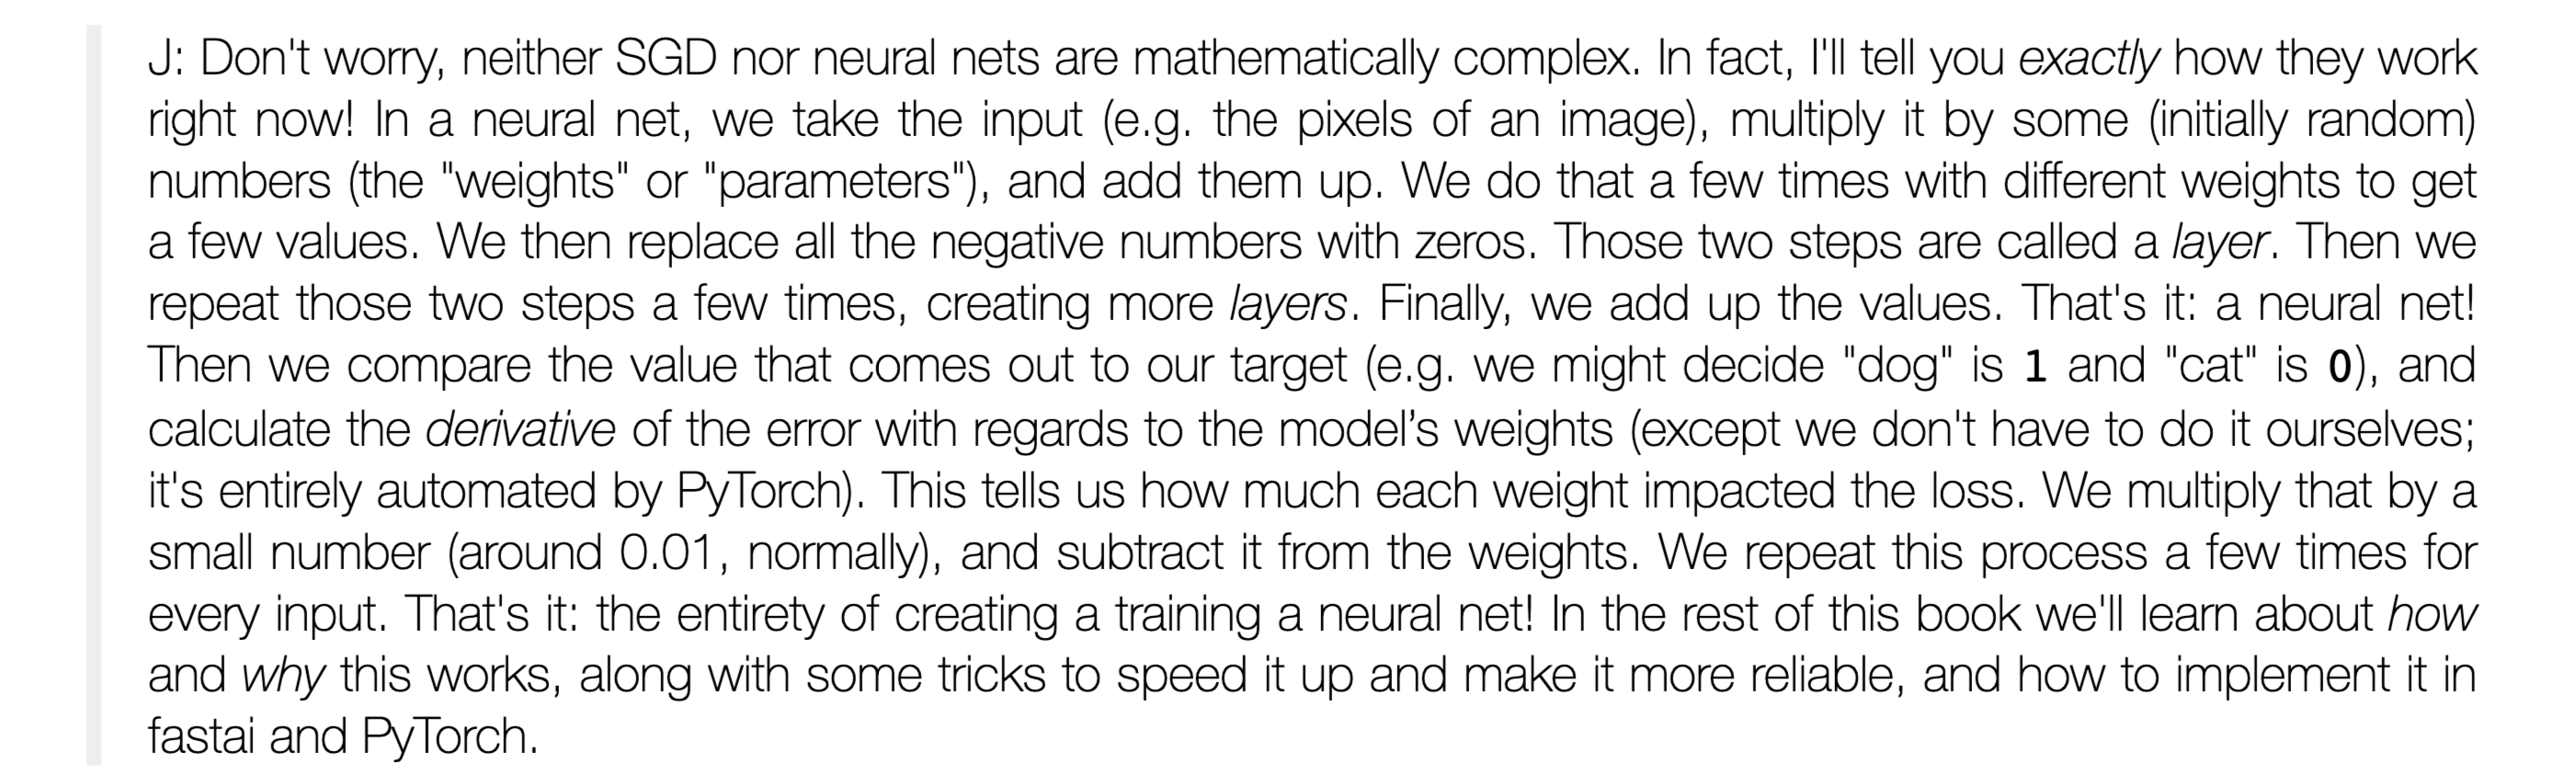 J: Don't worry, neither SGD nor neural nets are mathematically complex. In fact, I'll tell you exactly how they work
right now! In a neural net, we take the input (e.g. the pixels of an image), multiply it by some (initially random)
numbers (the "weights" or "parameters"), and add them up. We do that a few times with different weights to get
a few values. We then replace all the negative numbers with zeros. Those two steps are called a layer. Then we
repeat those two steps a few times, creating more layers. Finally, we add up the values. That's it: a neural net!
Then we compare the value that comes out to our target (e.g. we might decide "dog" is 1 and "cat" is 0), and
calculate the derivative of the error with regards to the model’s weights (except we don't have to do it ourselves;
it's entirely automated by PyTorch). This tells us how much each weight impacted the loss. We multiply that by a
small number (around 0.01, normally), and subtract it from the weights. We repeat this process a few times for
every input. That's it: the entirety of creating a training a neural net! In the rest of this book we'll learn about how
and why this works, along with some tricks to speed it up and make it more reliable, and how to implement it in
fastai and PyTorch.